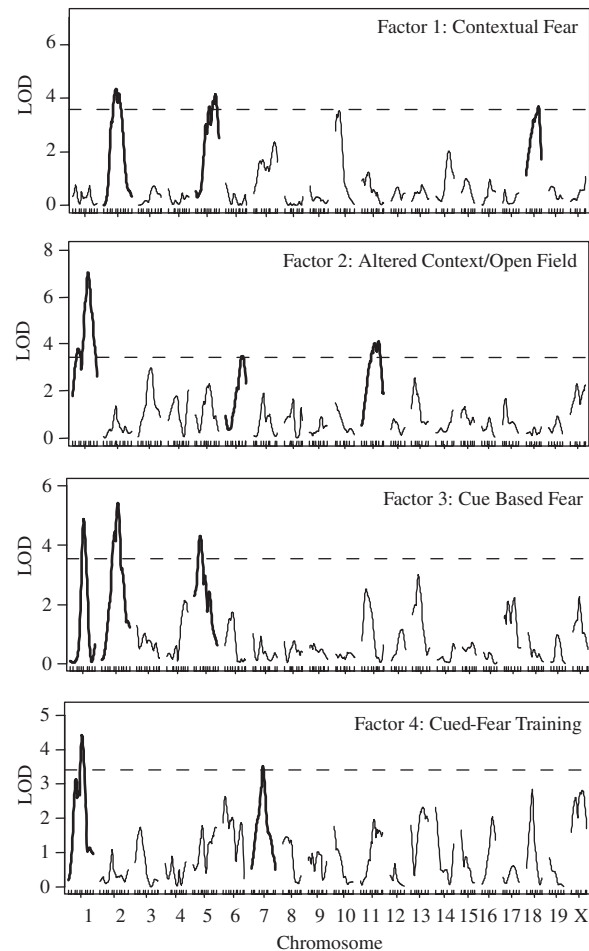 Factor 1: Contextual Fear
6
4
2
0
LOD
Factor 2: Altered Context/Open Field
8
6
4
2
0
LOD
Factor 3: Cue Based Fear
6
4
2
0
LOD
Factor 4: Cued-Fear Training
5
4
3
2
1
0
LOD
1 2 3 4 5 6 7 8 9 10 11 12 13 14 15 16 17 18 19 X
Chromosome